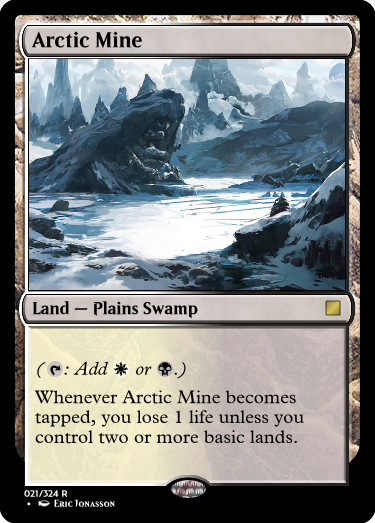 Arctic Mine
Land — Plains Swamp
(: Add or .)
Whenever Arctic Mine becomes
tapped, you lose 1 life unless you
control two or more basic lands.
021/324 R
• Eric Jonasson